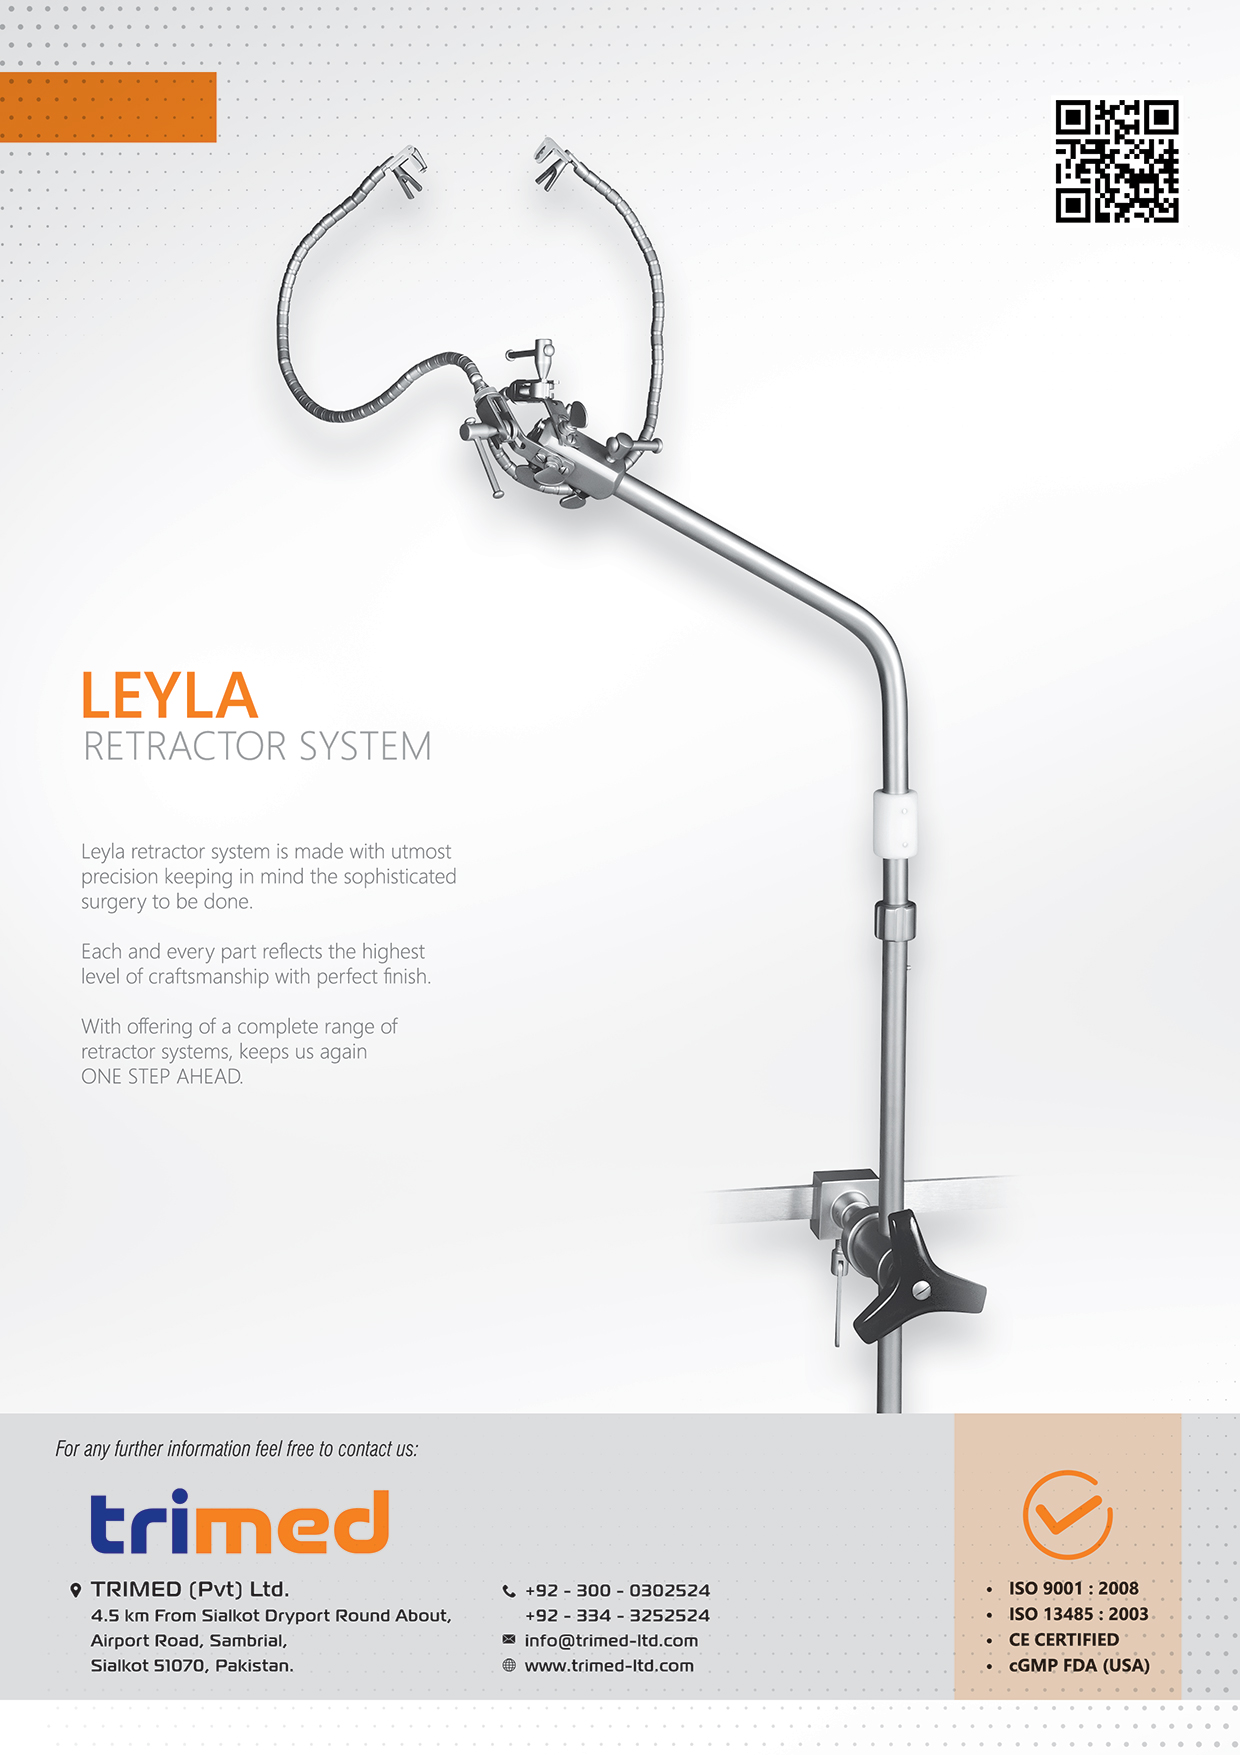 LEYLA
RETRACTOR SYSTEM
Leyla retractor system is made with utmost
precision keeping in mind the sophisticated
surgery to be done.
Each and every part reflects the highest
level of craftsmanship with perfect finish.
With offering of a complete range of
retractor systems, keeps us again
ONE STEP AHEAD.
For any further information feel free to contact us:
trimed
TRIMED (Pvt) Ltd.
4.5 km From Sialkot Dryport Round About,
Airport Road, Sambrial,
Sialkot 51070, Pakistan.
+92 - 300 - 0302524
+92 - 334 - 3252524
info@trimed-ltd.com
www.trimed-ltd.com
• ISO 9001 : 2008
• ISO 13485 : 2003
• CE CERTIFIED
• cGMP FDA (USA)